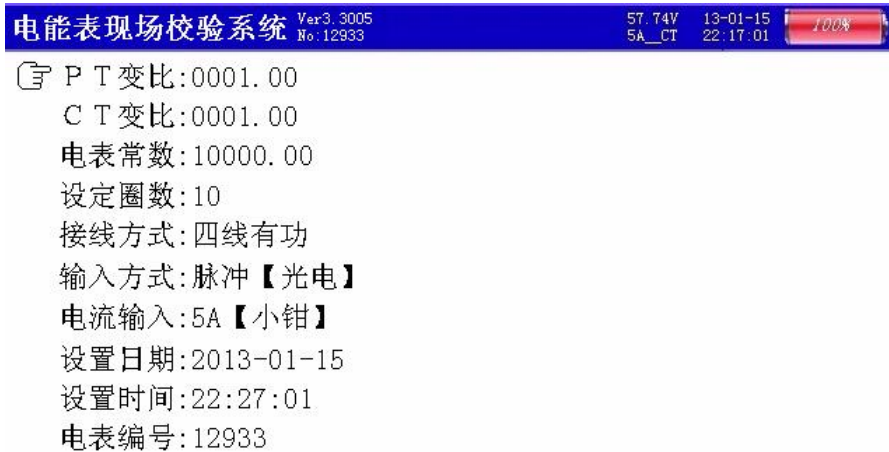 电能表现场校验系统 Ver3.3005 57.74V 13-01-15 100%
No:12933 5A__CT 22:17:01
ＰＴ变比:0001.00
ＣＴ变比:0001.00
电表常数:10000.00
设定圈数:10
接线方式:四线有功
输入方式:脉冲【光电】
电流输入:5A【小钳】
设置日期:2013-01-15
设置时间:22:27:01
电表编号:12933